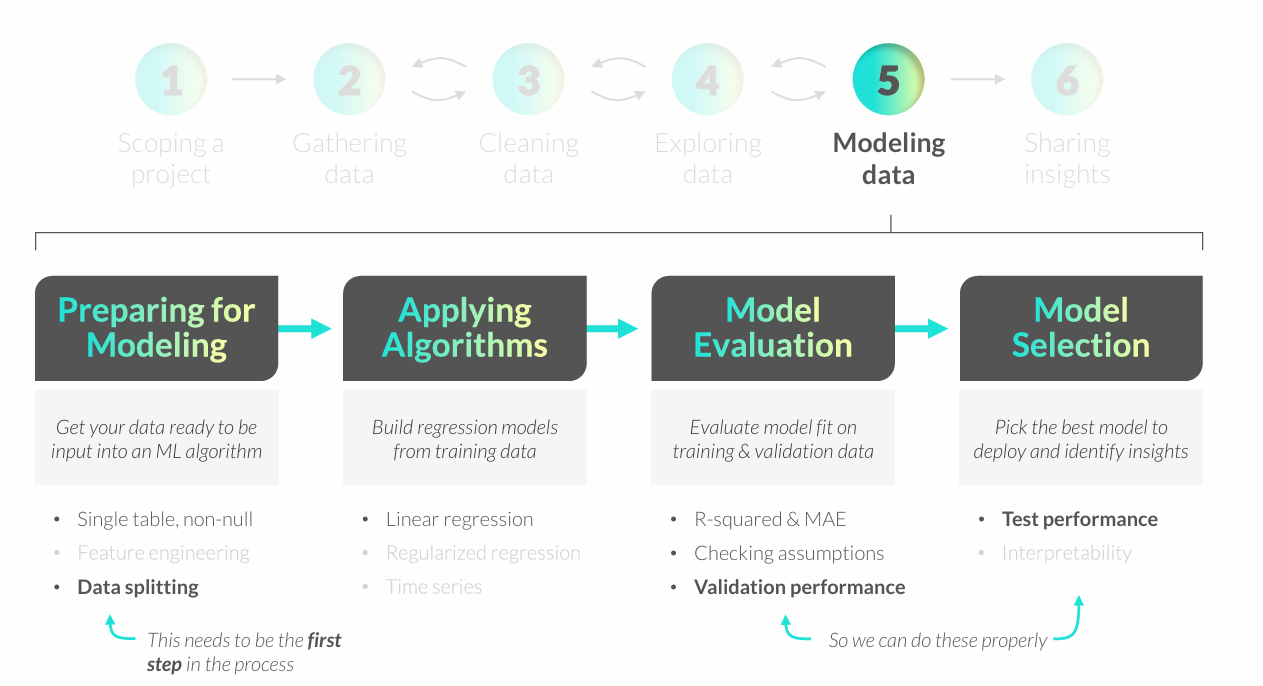 1
2
3
4
5
6
Scoping a
project
Gathering
data
Cleaning
data
Exploring
data
Modeling
data
Sharing
insights
Preparing for
Modeling
Get your data ready to be
input into an ML algorithm
• Single table, non-null
• Feature engineering
• Data splitting
This needs to be the first
step in the process
Applying
Algorithms
Build regression models
from training data
• Linear regression
• Regularized regression
• Time series
Model
Evaluation
Evaluate model fit on
training & validation data
• R-squared & MAE
• Checking assumptions
• Validation performance
Model
Selection
Pick the best model to
deploy and identify insights
• Test performance
• Interpretability
So we can do these properly